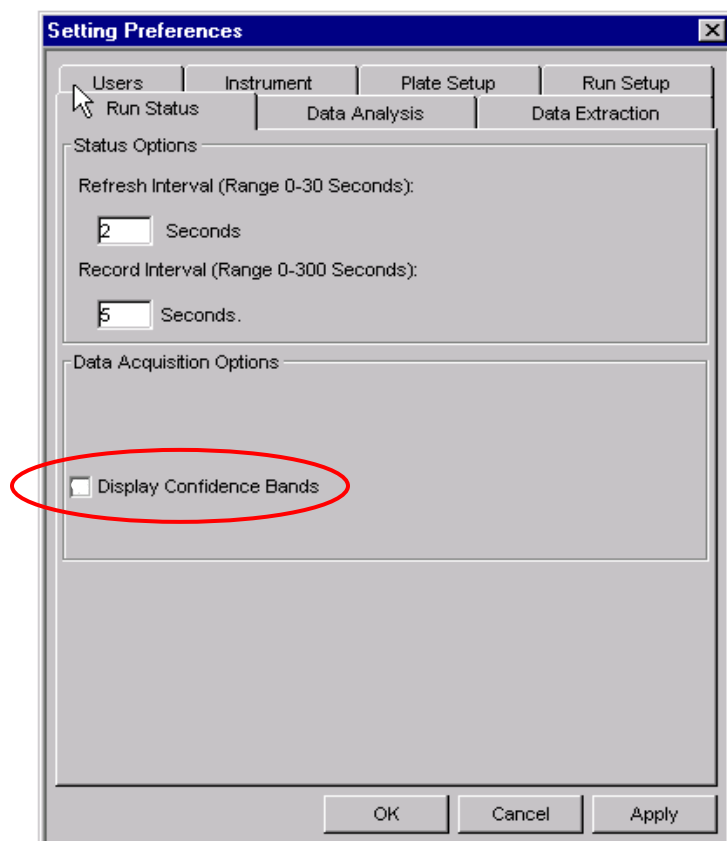 Setting Preferences
Users Instrument Plate Setup Run Setup
Run Status Data Analysis Data Extraction
Status Options
Refresh Interval (Range 0-30 Seconds):
2 Seconds
Record Interval (Range 0-300 Seconds):
5 Seconds.
Data Acquisition Options
Display Confidence Bands
OK Cancel Apply